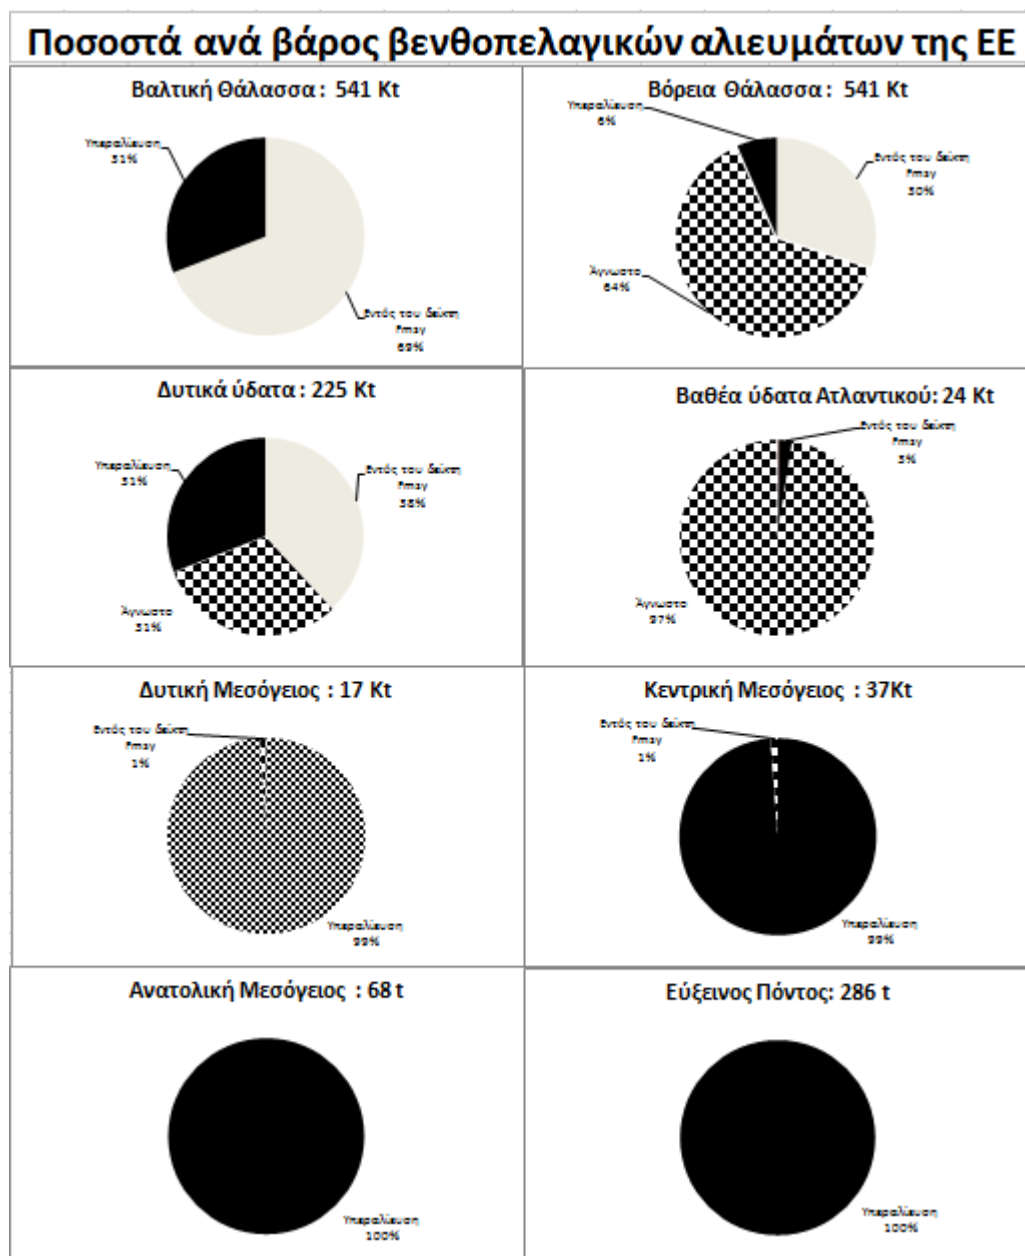 Ποσοστά ανά βάρος βενθοπελαγικών αλιευμάτων της ΕΕ
Βαλτική Θάλασσα : 541 Kt
Υπεραλίευση
31%
Εντός του δείκτη
Fmsy
69%
Βόρεια Θάλασσα : 541 Kt
Υπεραλίευση
6%
Εντός του δείκτη
Fmsy
30%
Άγνωστο
64%
Δυτικά ύδατα : 225 Kt
Υπεραλίευση
31%
Εντός του δείκτη
Fmsy
38%
Άγνωστο
31%
Βαθέα ύδατα Ατλαντικού: 24 Kt
Εντός του δείκτη
Fmsy
3%
Άγνωστο
97%
Δυτική Μεσόγειος : 17 Kt
Εντός του δείκτη
Fmsy
1%
Υπεραλίευση
99%
Κεντρική Μεσόγειος : 37Kt
Εντός του δείκτη
Fmsy
1%
Υπεραλίευση
99%
Ανατολική Μεσόγειος : 68 t
Υπεραλίευση
100%
Εύξεινος Πόντος: 286 t
Υπεραλίευση
100%